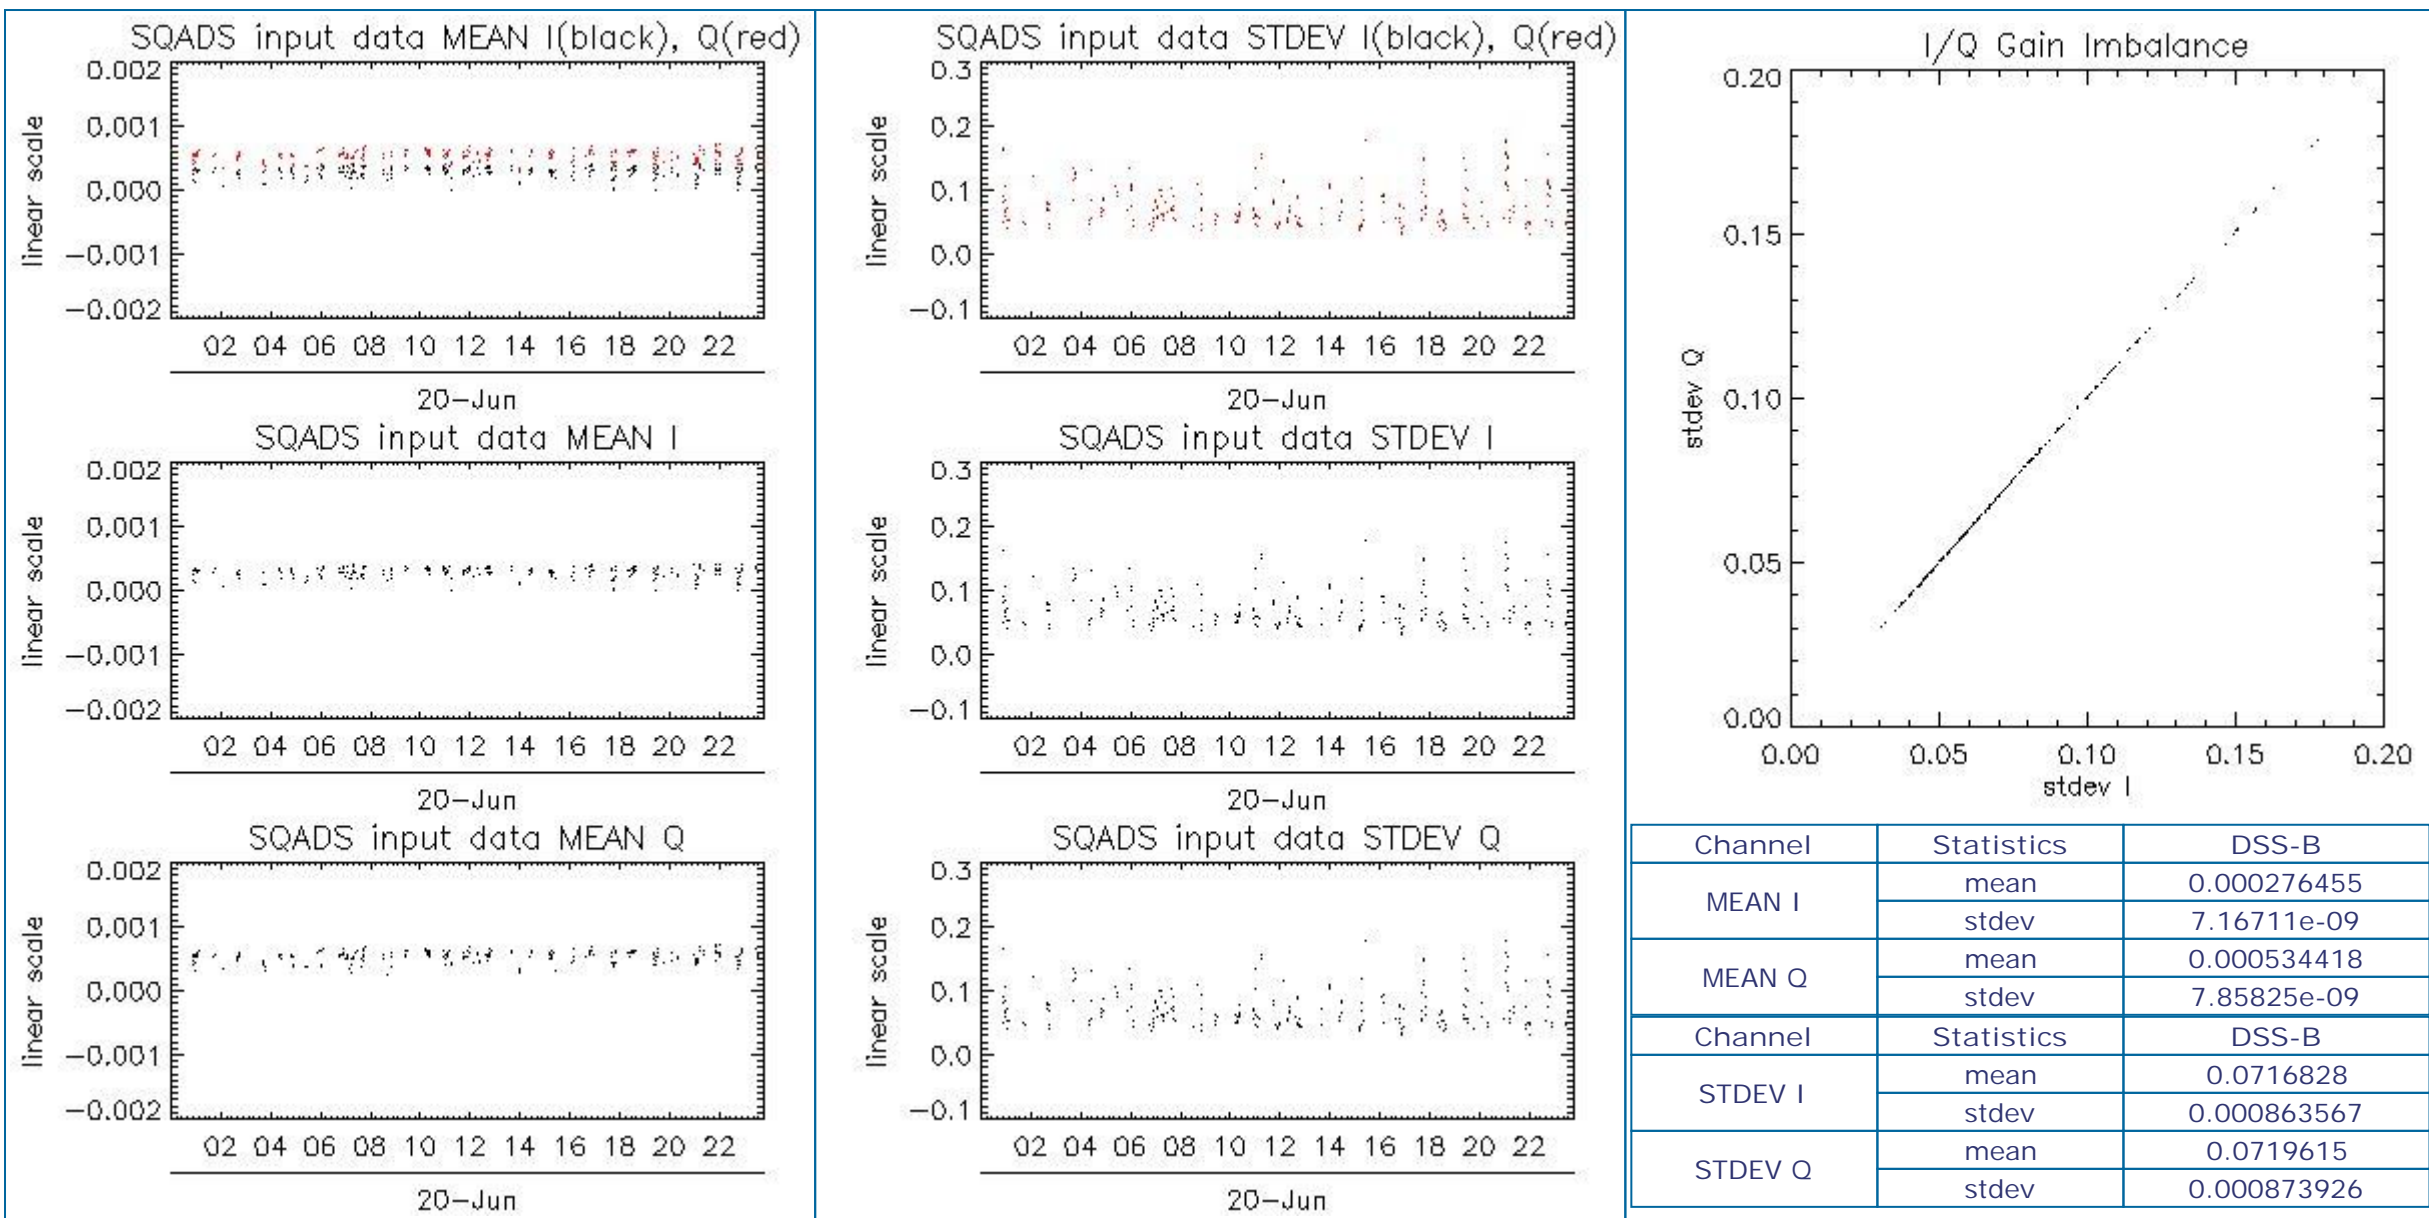 SQADS input data MEAN I(black), Q(red)
linear scale
0.002
0.001
0.000
−0.001
−0.002
02 04 06 08 10 12 14 16 18 20 22
20−Jun
SQADS input data MEAN I
linear scale
0.002
0.001
0.000
−0.001
−0.002
02 04 06 08 10 12 14 16 18 20 22
20−Jun
SQADS input data MEAN Q
linear scale
0.002
0.001
0.000
−0.001
−0.002
02 04 06 08 10 12 14 16 18 20 22
20−Jun
SQADS input data STDEV I(black), Q(red)
linear scale
0.3
0.2
0.1
0.0
−0.1
02 04 06 08 10 12 14 16 18 20 22
20−Jun
SQADS input data STDEV I
linear scale
0.3
0.2
0.1
0.0
−0.1
02 04 06 08 10 12 14 16 18 20 22
20−Jun
SQADS input data STDEV Q
linear scale
0.3
0.2
0.1
0.0
−0.1
02 04 06 08 10 12 14 16 18 20 22
20−Jun
I/Q Gain Imbalance
stdev Q
0.20
0.15
0.10
0.05
0.00
0.00 0.05 0.10 0.15 0.20
stdev I
Channel Statistics DSS-B
MEAN I mean 0.000276455
stdev 7.16711e-09
MEAN Q mean 0.000534418
stdev 7.85825e-09
Channel Statistics DSS-B
STDEV I mean 0.0716828
stdev 0.000863567
STDEV Q mean 0.0719615
stdev 0.000873926